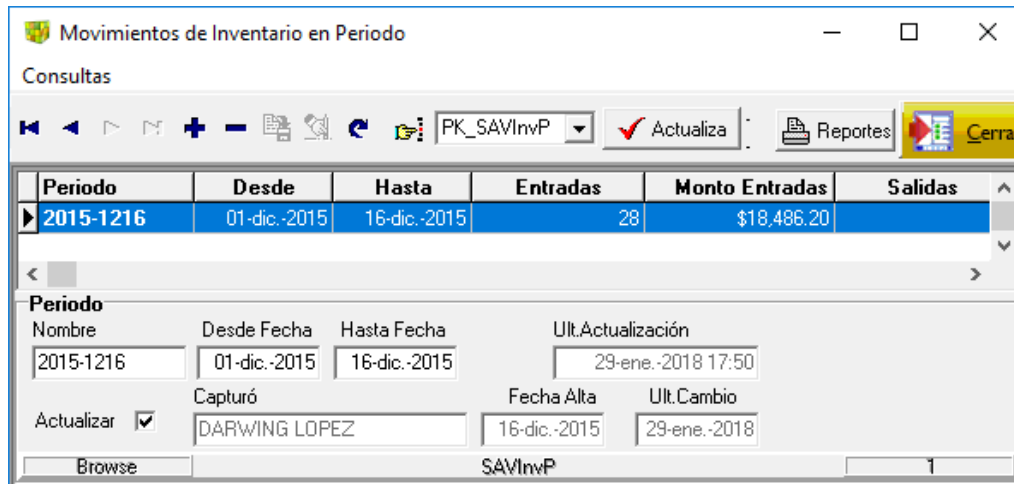 Movimientos de Inventario en Periodo
Consultas
PK_SAVInvP Actualiza Reportes Cerra
Periodo Desde Hasta Entradas Monto Entradas Salidas
2015-1216 01-dic.-2015 16-dic.-2015 28 $18,486.20
Periodo
Nombre Desde Fecha Hasta Fecha Ult.Actualización
2015-1216 01-dic.-2015 16-dic.-2015 29-ene.-2018 17:50
Capturó Fecha Alta Ult.Cambio
Actualizar DARWING LOPEZ 16-dic.-2015 29-ene.-2018
Browse SAVInvP 1